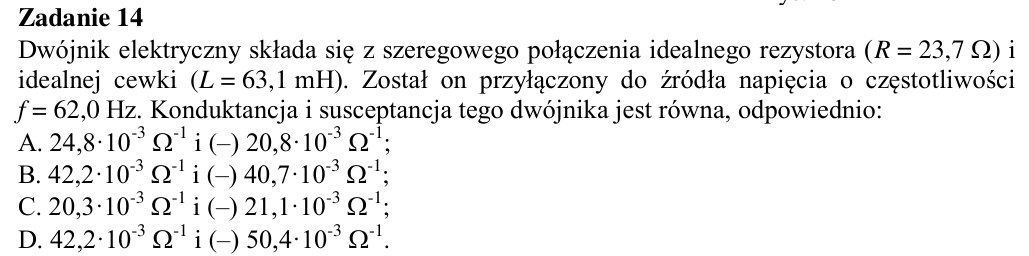 Zadanie 14
Dwójnik elektryczny składa się z szeregowego połączenia idealnego rezystora (R = 23,7 Ω) i
idealnej cewki (L = 63,1 mH). Został on przyłączony do źródła napięcia o częstotliwości
f = 62,0 Hz. Konduktancja i susceptancja tego dwójnika jest równa, odpowiednio:
A. 24,8·10⁻³ Ω⁻¹ i (–) 20,8·10⁻³ Ω⁻¹;
B. 42,2·10⁻³ Ω⁻¹ i (–) 40,7·10⁻³ Ω⁻¹;
C. 20,3·10⁻³ Ω⁻¹ i (–) 21,1·10⁻³ Ω⁻¹;
D. 42,2·10⁻³ Ω⁻¹ i (–) 50,4·10⁻³ Ω⁻¹.